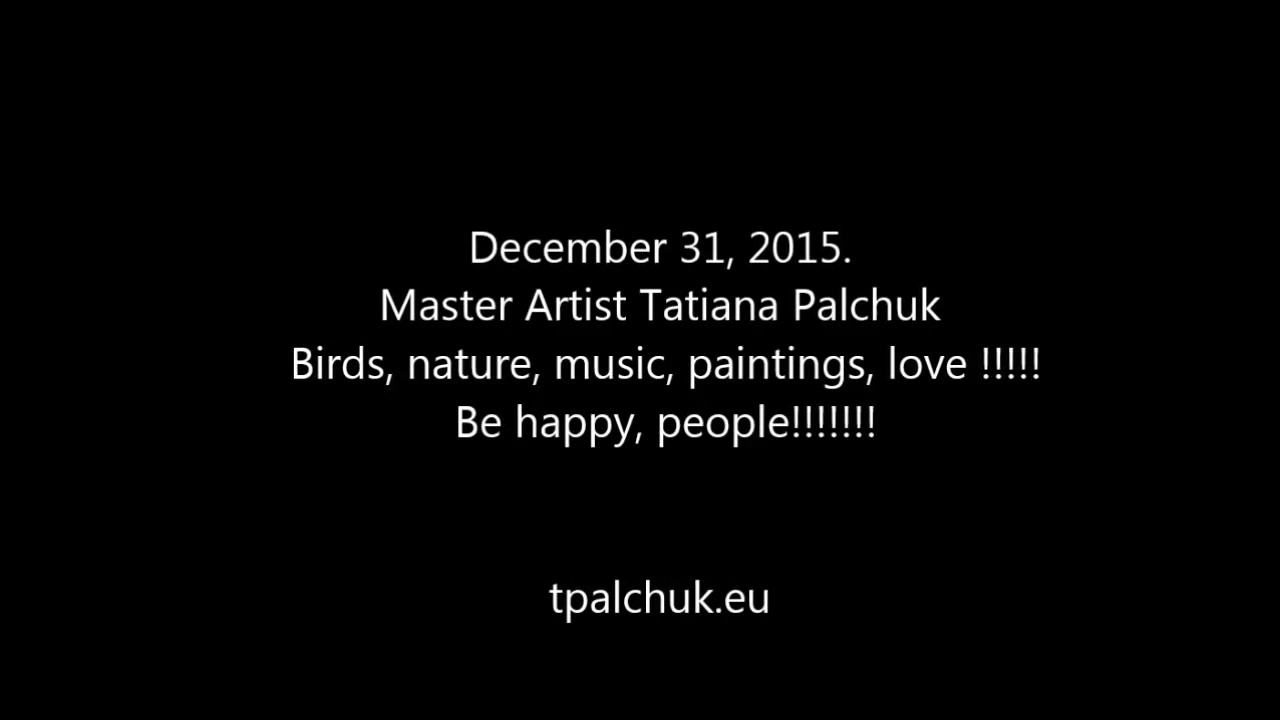 December 31, 2015.
Master Artist Tatiana Palchuk
Birds, nature, music, paintings, love !!!!!
Be happy, people!!!!!!!
tpalchuk.eu